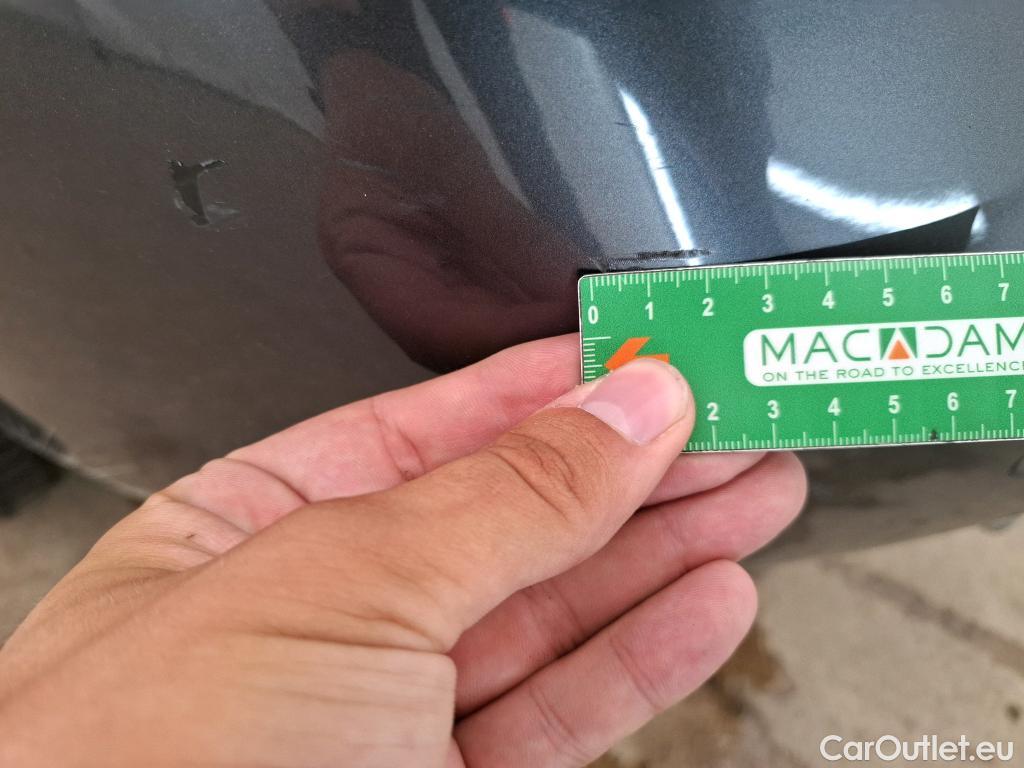 0 1 2 3 4 5 6 7
MACADAM
ON THE ROAD TO EXCELLENCE
2 3 4 5 6 7
CarOutlet.eu